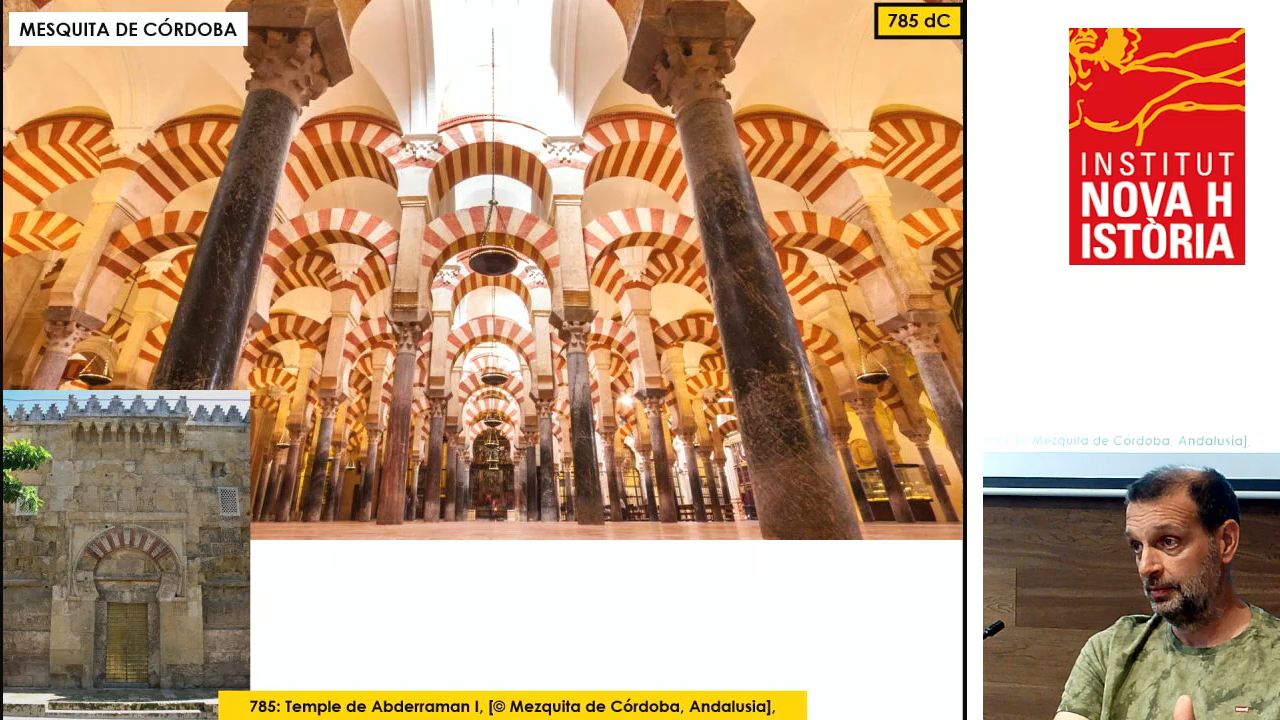 MESQUITA DE CÓRDOBA
785 dC
INSTITUT
NOVA H
ISTÒRIA
[© Mezquita de Córdoba, Andalusia],
785: Temple de Abderraman I, [© Mezquita de Córdoba, Andalusia],